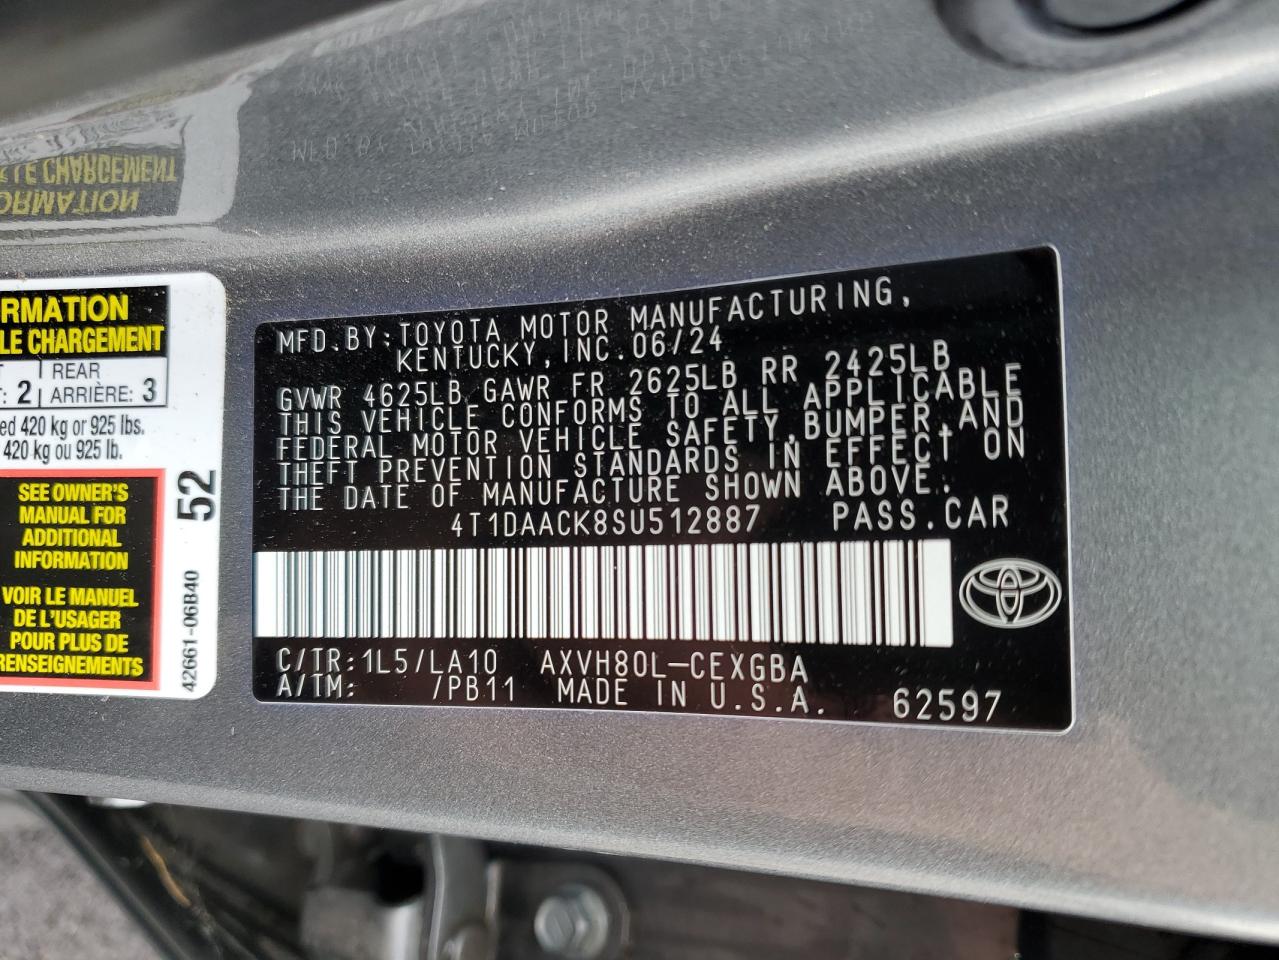 RMATION
LE CHARGEMENT
REAR
: 2 ARRIÈRE: 3
ed 420 kg or 925 lbs.
420 kg ou 925 lb.
SEE OWNER'S
MANUAL FOR
ADDITIONAL
INFORMATION
VOIR LE MANUEL
DE L'USAGER
POUR PLUS DE
RENSEIGNEMENTS
52
42661-06B40
MFD. BY: TOYOTA MOTOR MANUFACTURING,
KENTUCKY, INC. 06/24
GVWR 4625LB GAWR FR 2625LB RR 2425LB
THIS VEHICLE CONFORMS TO ALL APPLICABLE
FEDERAL MOTOR VEHICLE SAFETY, BUMPER, AND
THEFT PREVENTION STANDARDS IN EFFECT ON
THE DATE OF MANUFACTURE SHOWN ABOVE.
4T1DAACK8SU512887 PASS.CAR
C/TR: 1L5/LA10 AXVH80L-CEXGBA
A/TM: /PB11 MADE IN U.S.A. 62597